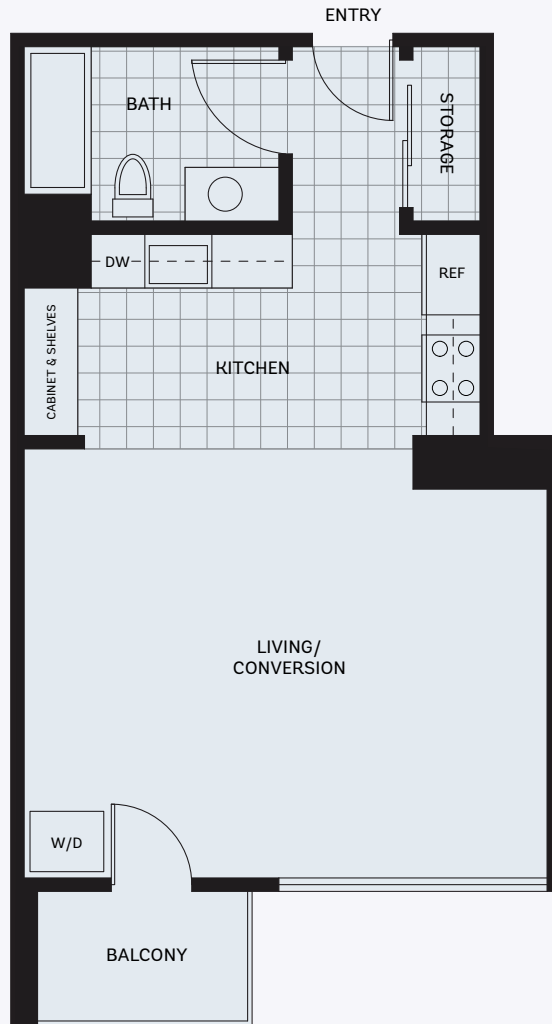 ENTRY
BATH
STORAGE
DW
REF
CABINET & SHELVES
KITCHEN
LIVING/
CONVERSION
W/D
BALCONY